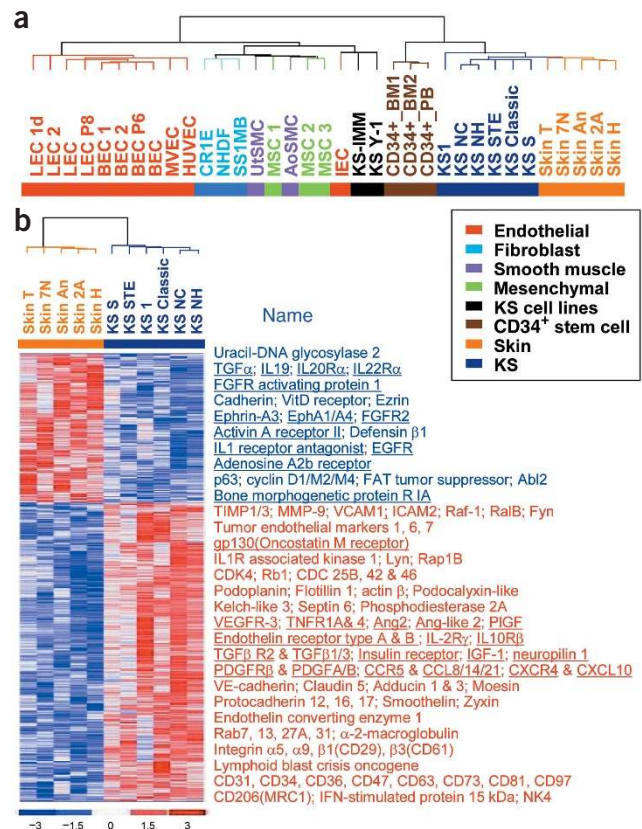 a
LEC 1d
LEC 2
LEC
LEC P8
BEC 1
BEC 2
BEC P6
BEC
MVEC
HUVEC
CR1E
NHDF
SS1MB
UtSMC
MSC 1
AoSMC
MSC 2
MSC 3
IEC
KS-IMM
KS Y-1
CD34+_BM1
CD34+_BM2
CD34+_PB
KS1
KS NC
KS NH
KS STE
KS Classic
KS S
Skin T
Skin 7N
Skin An
Skin 2A
Skin H
b
Skin T
Skin 7N
Skin An
Skin 2A
Skin H
KS S
KS STE
KS 1
KS Classic
KS NC
KS NH
Name
Endothelial
Fibroblast
Smooth muscle
Mesenchymal
KS cell lines
CD34+ stem cell
Skin
KS
Uracil-DNA glycosylase 2
TGFα; IL19; IL20Rα; IL22Rα
FGFR activating protein 1
Cadherin; VitD receptor; Ezrin
Ephrin-A3; EphA1/A4; FGFR2
Activin A receptor II; Defensin β1
IL1 receptor antagonist; EGFR
Adenosine A2b receptor
p63; cyclin D1/M2/M4; FAT tumor suppressor; Abl2
Bone morphogenetic protein R IA
TIMP1/3; MMP-9; VCAM1; ICAM2; Raf-1; RalB; Fyn
Tumor endothelial markers 1, 6, 7
gp130(Oncostatin M receptor)
IL1R associated kinase 1; Lyn; Rap1B
CDK4; Rb1; CDC 25B, 42 & 46
Podoplanin; Flotillin 1; actin β; Podocalyxin-like
Kelch-like 3; Septin 6; Phosphodiesterase 2A
VEGFR-3; TNFR1A& 4; Ang2; Ang-like 2; PlGF
Endothelin receptor type A & B ; IL-2Rγ; IL10Rβ
TGFβ R2 & TGFβ1/3; Insulin receptor; IGF-1; neuropilin 1
PDGFRβ & PDGFA/B; CCR5 & CCL8/14/21; CXCR4 & CXCL10
VE-cadherin; Claudin 5; Adducin 1 & 3; Moesin
Protocadherin 12, 16, 17; Smoothelin; Zyxin
Endothelin converting enzyme 1
Rab7, 13, 27A, 31; α-2-macroglobulin
Integrin α5, α9, β1(CD29), β3(CD61)
Lymphoid blast crisis oncogene
CD31, CD34, CD36, CD47, CD63, CD73, CD81, CD97
CD206(MRC1); IFN-stimulated protein 15 kDa; NK4
−3 −1.5 0 1.5 3